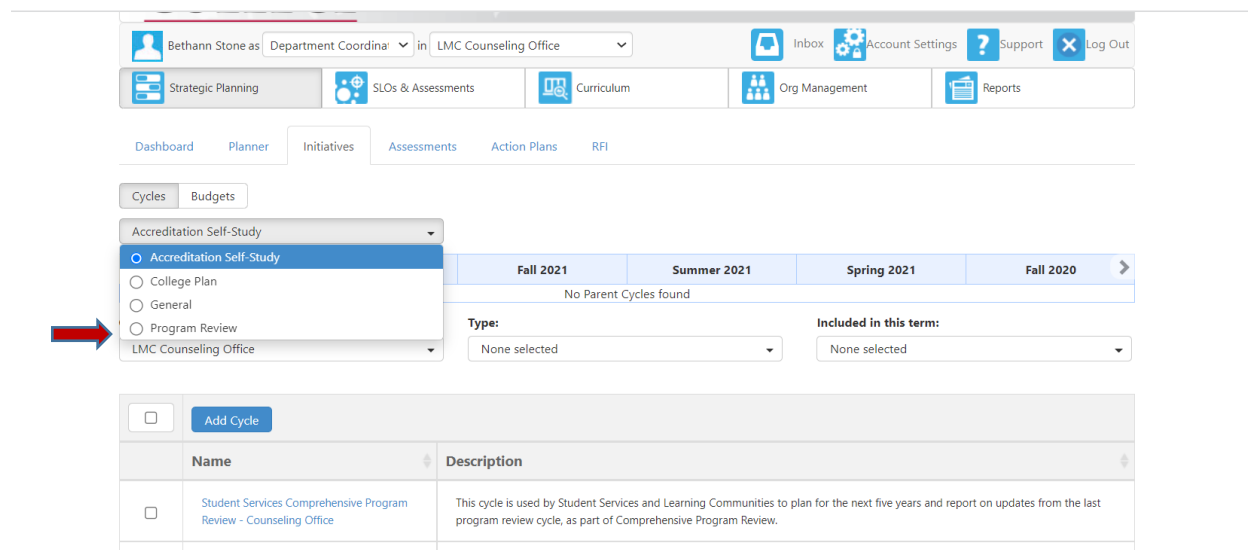 Bethann Stone as Department Coordinat in LMC Counseling Office Inbox Account Settings Support Log Out
Strategic Planning SLOs & Assessments Curriculum Org Management Reports
Dashboard Planner Initiatives Assessments Action Plans RFI
Cycles Budgets
Accreditation Self-Study
Accreditation Self-Study
College Plan
General
Program Review
Fall 2021 Summer 2021 Spring 2021 Fall 2020
No Parent Cycles found
Type: Included in this term:
LMC Counseling Office None selected None selected
Add Cycle
Name Description
Student Services Comprehensive Program
Review - Counseling Office
This cycle is used by Student Services and Learning Communities to plan for the next five years and report on updates from the last
program review cycle, as part of Comprehensive Program Review.